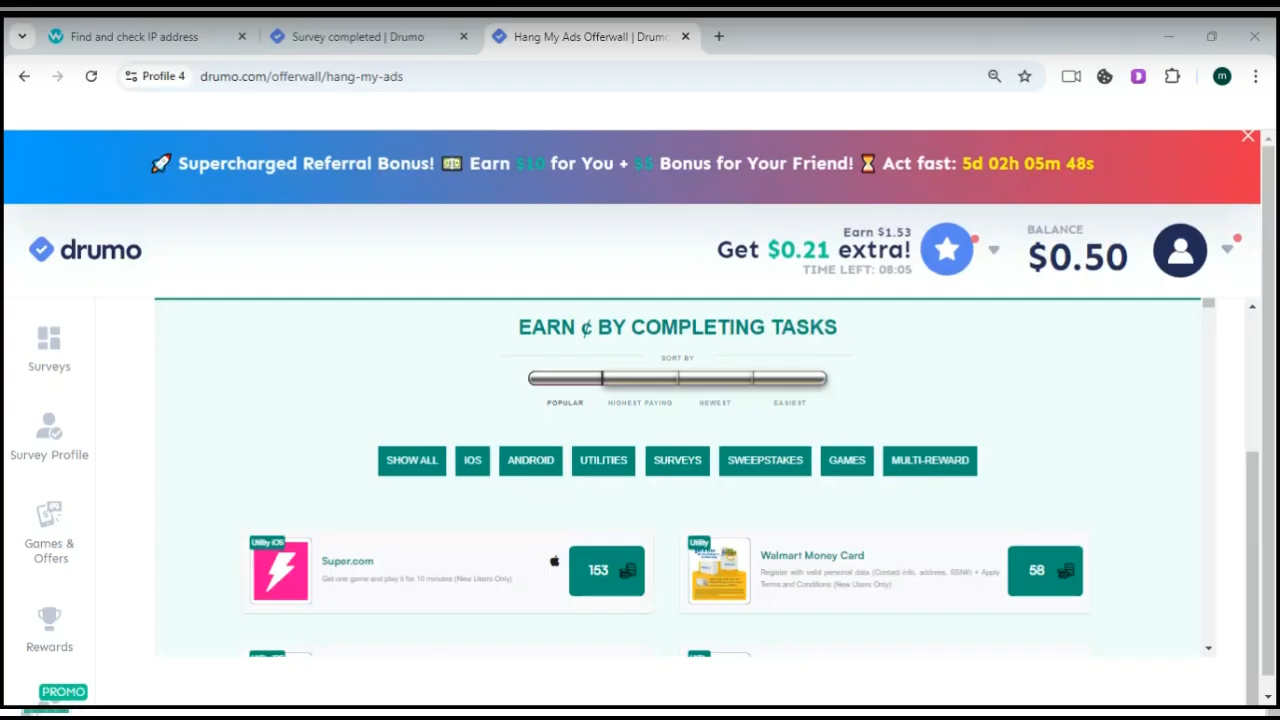 Find and check IP address
Survey completed | Drumo
Hang My Ads Offerwall | Drumo
Profile 4
drumo.com/offerwall/hang-my-ads
m
🚀 Supercharged Referral Bonus! 💵 Earn $10 for You + $5 Bonus for Your Friend! ⏳ Act fast: 5d 02h 05m 48s
drumo
Earn $1.53
Get $0.21 extra!
TIME LEFT: 08:05
BALANCE
$0.50
Surveys
Survey Profile
Games &
Offers
Rewards
PROMO
EARN ¢ BY COMPLETING TASKS
SORT BY
POPULAR HIGHEST PAYING NEWEST EASIEST
SHOW ALL IOS ANDROID UTILITIES SURVEYS SWEEPSTAKES GAMES MULTI-REWARD
Utility iOS
Super.com
Get one game and play it for 10 minutes (New Users Only)
153
Utility
Walmart Money Card
Register with valid personal data (Contact info, address, SSN#) + Apply
Terms and Conditions (New Users Only)
58